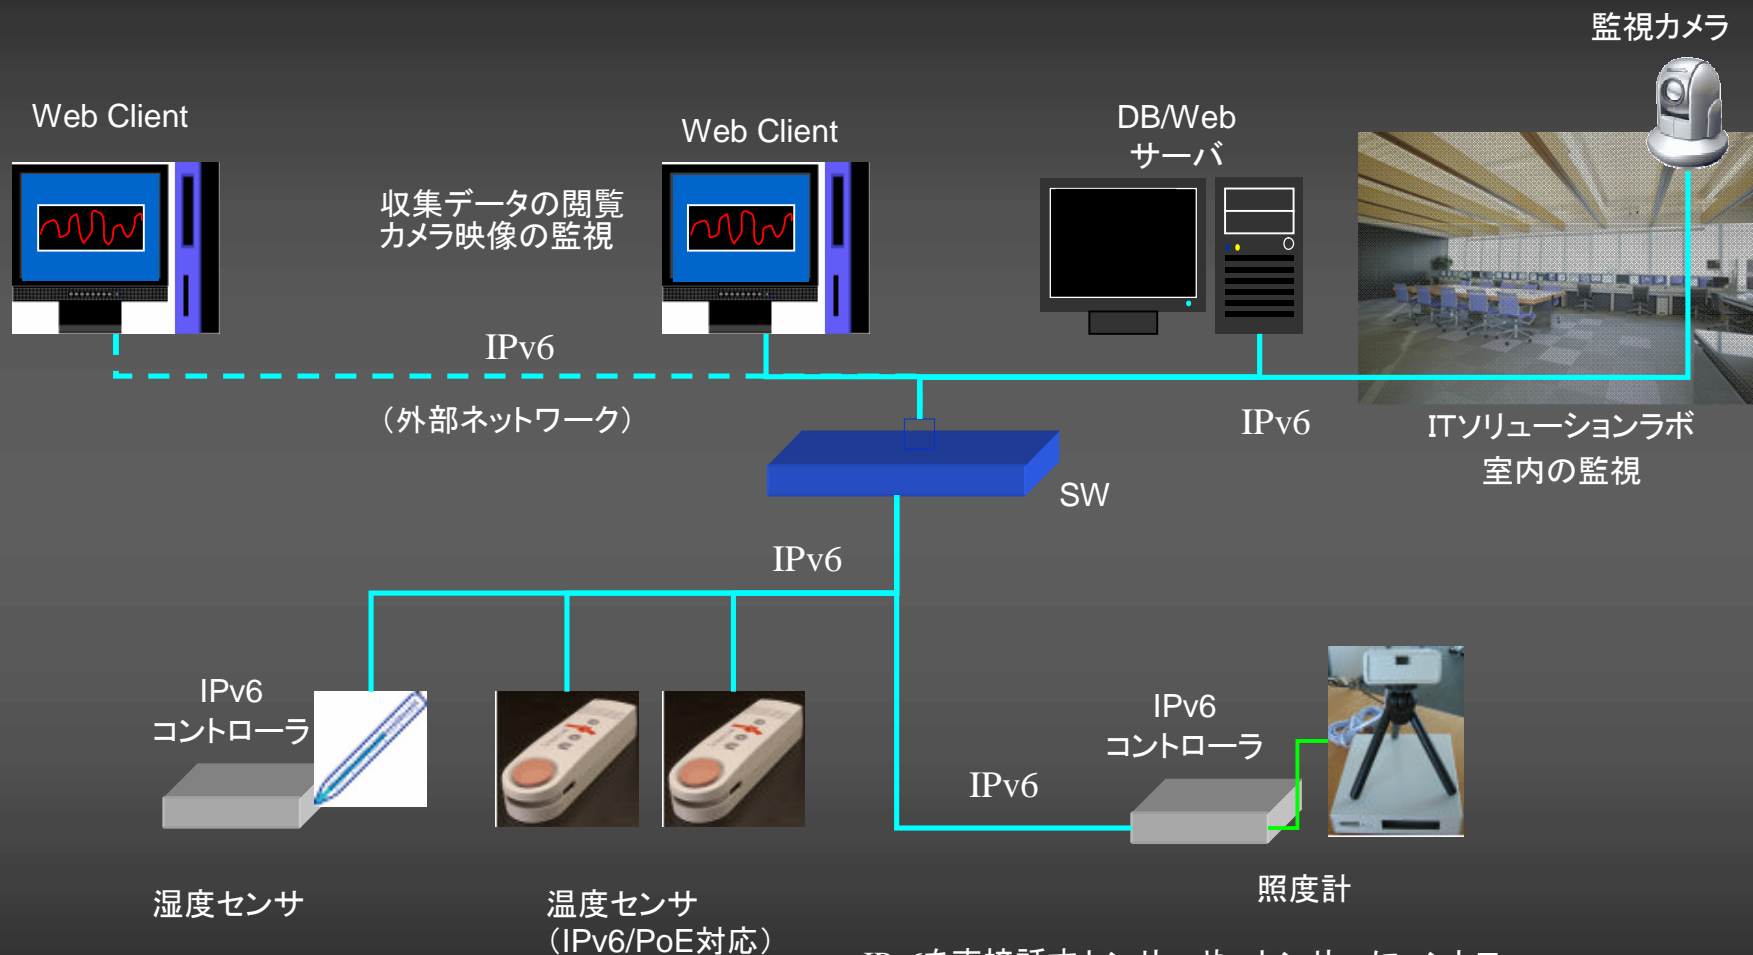 監視カメラ
Web Client
Web Client
DB/Web
サーバ
収集データの閲覧
カメラ映像の監視
IPv6
（外部ネットワーク）
IPv6
ITソリューションラボ
室内の監視
SW
IPv6
IPv6
コントローラ
IPv6
コントローラ
IPv6
湿度センサ
温度センサ
（IPv6/PoE対応）
照度計